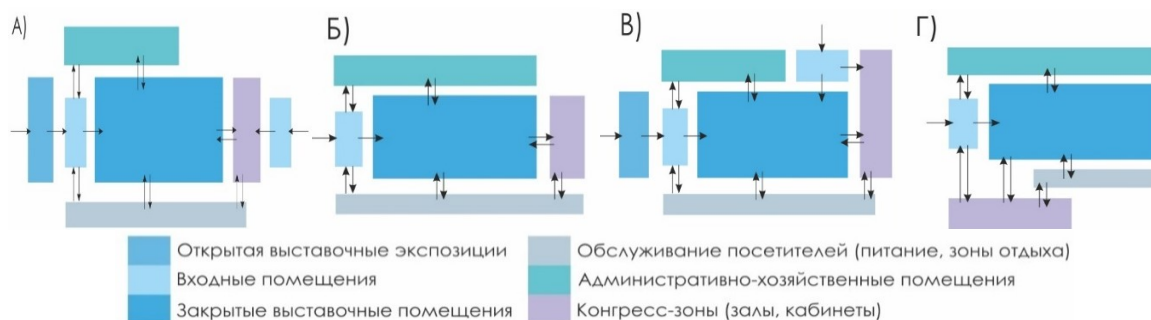 А) Б) В) Г)
Открытая выставочные экспозиции
Входные помещения
Закрытые выставочные помещения
Обслуживание посетителей (питание, зоны отдыха)
Административно-хозяйственные помещения
Конгресс-зоны (залы, кабинеты)